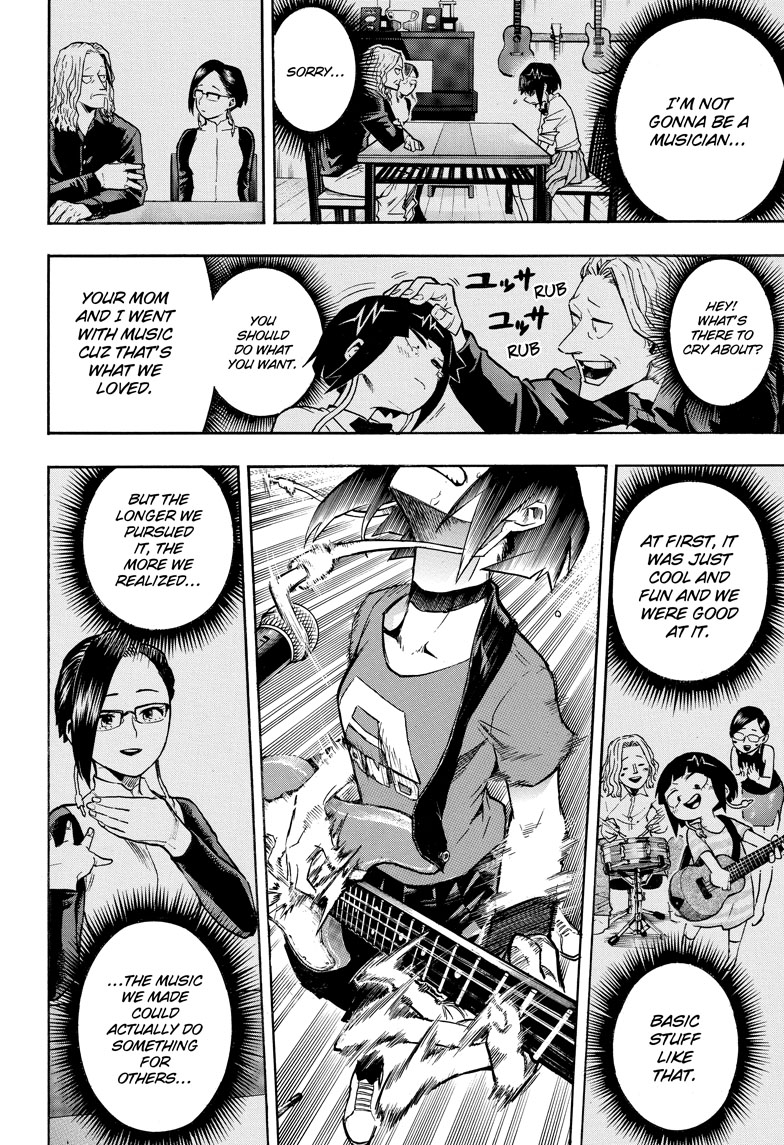 I'M NOT
GONNA BE A
MUSICIAN...
SORRY...
HEY!
WHAT'S
THERE TO
CRY ABOUT?
ユッサ
RUB
ユッサ
RUB
YOU
SHOULD
DO WHAT
YOU WANT.
YOUR MOM
AND I WENT
WITH MUSIC
CUZ THAT'S
WHAT WE
LOVED.
AT FIRST, IT
WAS JUST
COOL AND
FUN AND WE
WERE GOOD
AT IT.
BASIC
STUFF
LIKE
THAT.
BUT THE
LONGER WE
PURSUED
IT, THE
MORE WE
REALIZED...
...THE MUSIC
WE MADE
COULD
ACTUALLY DO
SOMETHING
FOR
OTHERS...